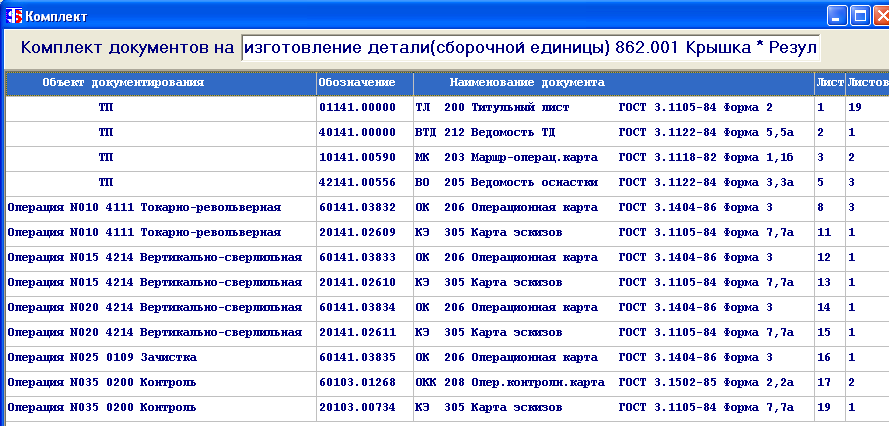 Комплект
Комплект документов на изготовление детали(сборочной единицы) 862.001 Крышка * Резул
Объект документирования Обозначение Наименование документа Лист Листов
ТП 01141.00000 ТЛ 200 Титульный лист ГОСТ 3.1105-84 Форма 2 1 19
ТП 40141.00000 ВТД 212 Ведомость ТД ГОСТ 3.1122-84 Форма 5,5а 2 1
ТП 10141.00590 МК 203 Маршр-операц.карта ГОСТ 3.1118-82 Форма 1,1б 3 2
ТП 42141.00556 ВО 205 Ведомость оснастки ГОСТ 3.1122-84 Форма 3,3а 5 3
Операция N010 4111 Токарно-револьверная 60141.03832 ОК 206 Операционная карта ГОСТ 3.1404-86 Форма 3 8 3
Операция N010 4111 Токарно-револьверная 20141.02609 КЭ 305 Карта эскизов ГОСТ 3.1105-84 Форма 7,7а 11 1
Операция N015 4214 Вертикально-сверлильная 60141.03833 ОК 206 Операционная карта ГОСТ 3.1404-86 Форма 3 12 1
Операция N015 4214 Вертикально-сверлильная 20141.02610 КЭ 305 Карта эскизов ГОСТ 3.1105-84 Форма 7,7а 13 1
Операция N020 4214 Вертикально-сверлильная 60141.03834 ОК 206 Операционная карта ГОСТ 3.1404-86 Форма 3 14 1
Операция N020 4214 Вертикально-сверлильная 20141.02611 КЭ 305 Карта эскизов ГОСТ 3.1105-84 Форма 7,7а 15 1
Операция N025 0109 Зачистка 60141.03835 ОК 206 Операционная карта ГОСТ 3.1404-86 Форма 3 16 1
Операция N035 0200 Контроль 60103.01268 ОКК 208 Опер.контроли.карта ГОСТ 3.1502-85 Форма 2,2а 17 2
Операция N035 0200 Контроль 20103.00734 КЭ 305 Карта эскизов ГОСТ 3.1105-84 Форма 7,7а 19 1